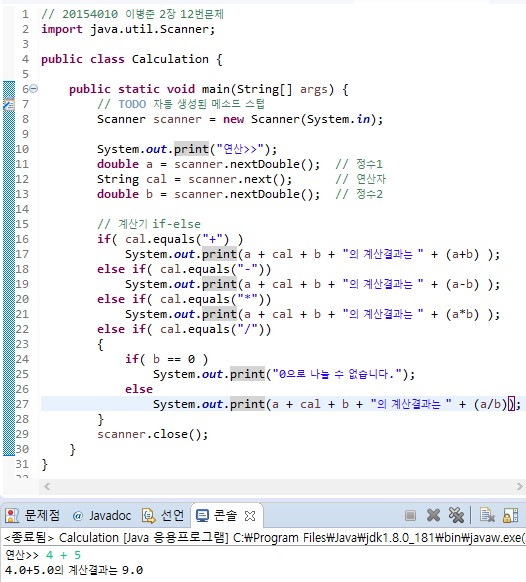 1 // 20154010 이병준 2장 12번문제
2 import java.util.Scanner;
3
4 public class Calculation {
5
6 public static void main(String[] args) {
7 // TODO 자동 생성된 메소드 스텁
8 Scanner scanner = new Scanner(System.in);
9
10 System.out.print("연산>>");
11 double a = scanner.nextDouble(); // 정수1
12 String cal = scanner.next(); // 연산자
13 double b = scanner.nextDouble(); // 정수2
14
15 // 계산기 if-else
16 if( cal.equals("+") )
17 System.out.print(a + cal + b + "의 계산결과는 " + (a+b) );
18 else if( cal.equals("-"))
19 System.out.print(a + cal + b + "의 계산결과는 " + (a-b) );
20 else if( cal.equals("*"))
21 System.out.print(a + cal + b + "의 계산결과는 " + (a*b) );
22 else if( cal.equals("/"))
23 {
24 if( b == 0 )
25 System.out.print("0으로 나눌 수 없습니다.");
26 else
27 System.out.print(a + cal + b + "의 계산결과는 " + (a/b));
28 }
29 scanner.close();
30 }
31 }
문제점 @ Javadoc 선언 콘솔
<종료됨> Calculation [Java 응용프로그램] C:₩Program Files₩Java₩jdk1.8.0_181₩bin₩javaw.exe(
연산>> 4 + 5
4.0+5.0의 계산결과는 9.0